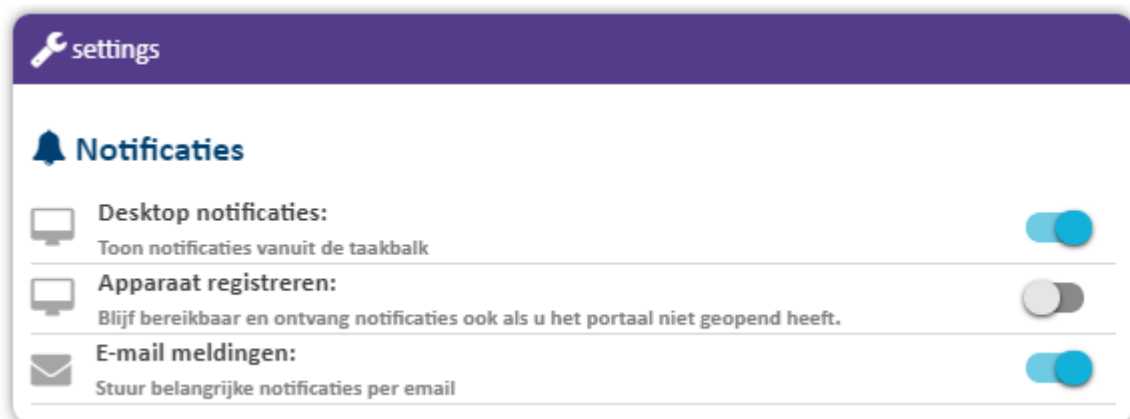 settings
Notificaties
Desktop notificaties:
Toon notificaties vanuit de taakbalk
Apparaat registreren:
Blijf bereikbaar en ontvang notificaties ook als u het portaal niet geopend heeft.
E-mail meldingen:
Stuur belangrijke notificaties per email